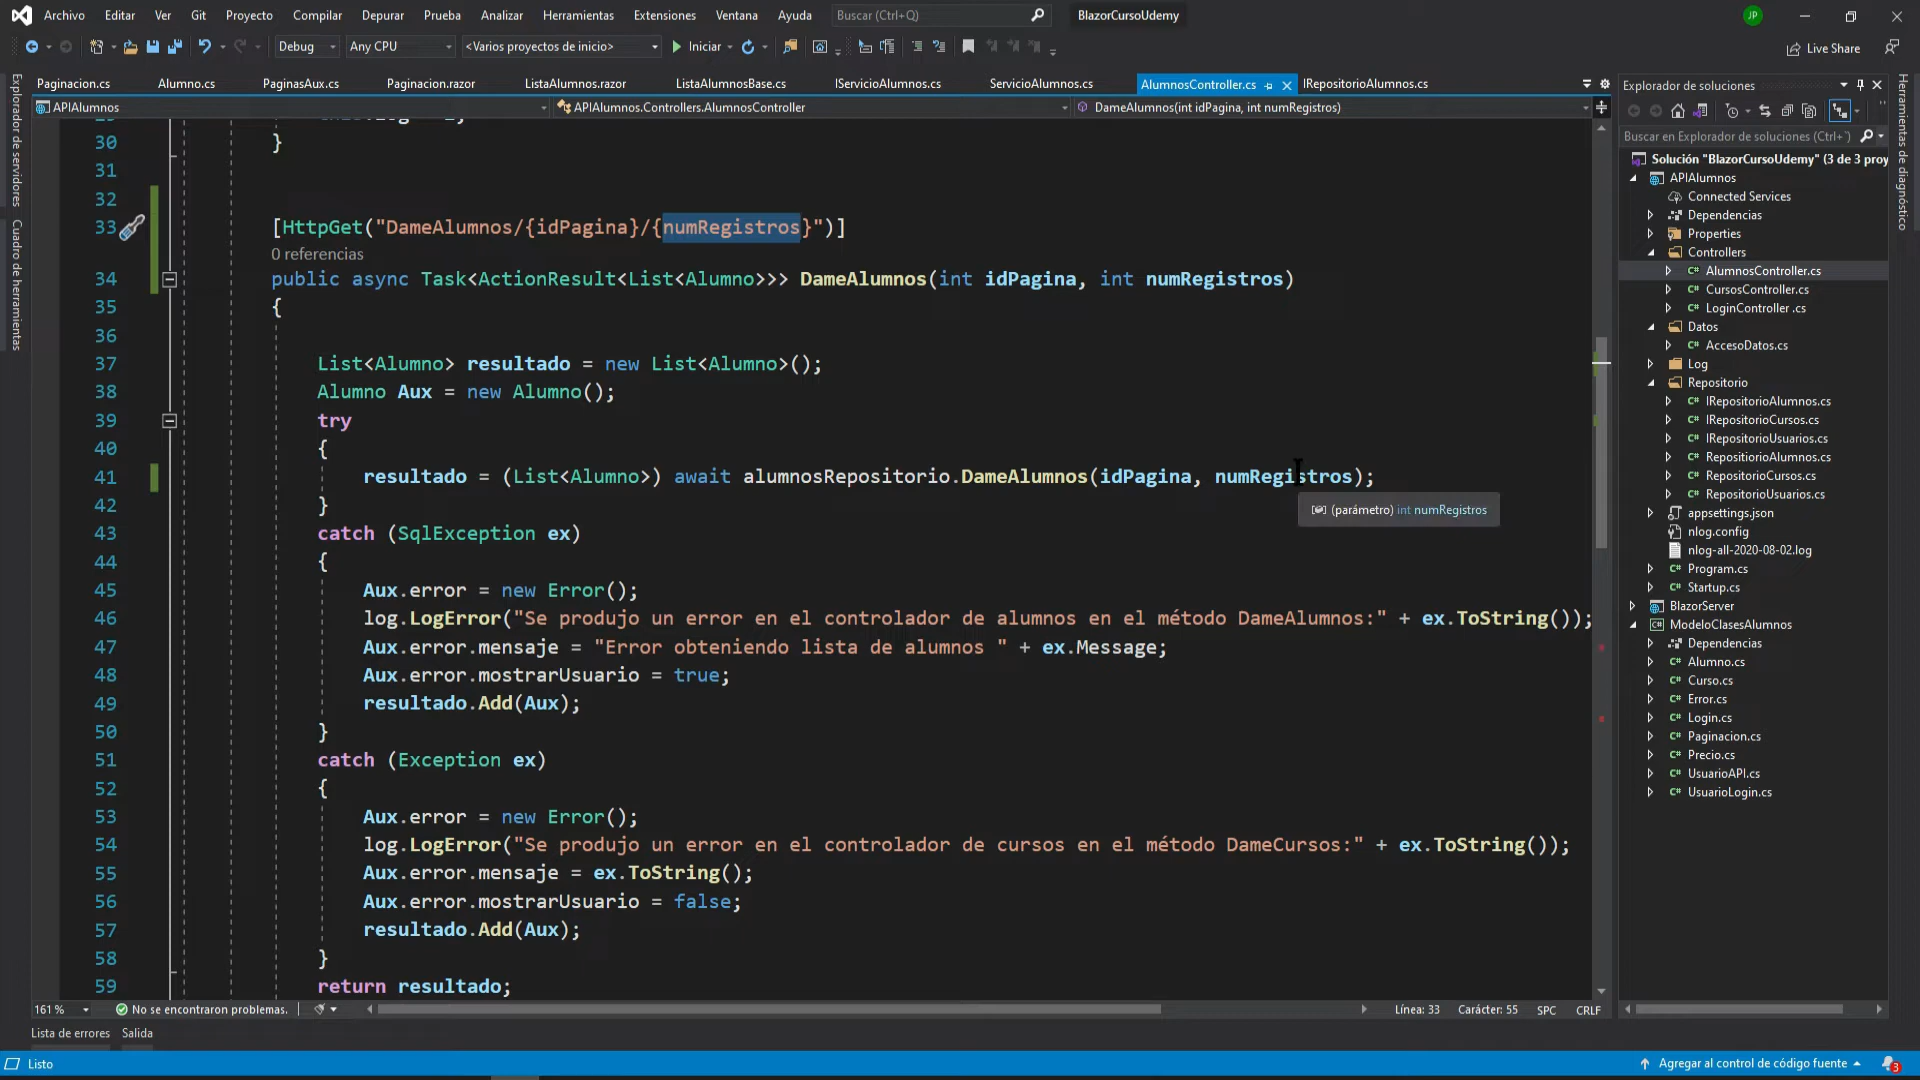 Archivo Editar Ver Git Proyecto Compilar Depurar Prueba Analizar Herramientas Extensiones Ventana Ayuda Buscar (Ctrl+Q) BlazorCursoUdemy JP
Debug Any CPU <Varios proyectos de inicio> Iniciar Live Share
Paginacion.cs Alumno.cs PaginasAux.cs Paginacion.razor ListaAlumnos.razor ListaAlumnosBase.cs IServicioAlumnos.cs ServicioAlumnos.cs AlumnosController.cs IRepositorioAlumnos.cs
APIAlumnos APIAlumnos.Controllers.AlumnosController DameAlumnos(int idPagina, int numRegistros)
30 }
31
32
33 [HttpGet("DameAlumnos/{idPagina}/{numRegistros}")]
0 referencias
34 public async Task<ActionResult<List<Alumno>>> DameAlumnos(int idPagina, int numRegistros)
35 {
36
37 List<Alumno> resultado = new List<Alumno>();
38 Alumno Aux = new Alumno();
39 try
40 {
41 resultado = (List<Alumno>) await alumnosRepositorio.DameAlumnos(idPagina, numRegistros);
(parámetro) int numRegistros
42 }
43 catch (SqlException ex)
44 {
45 Aux.error = new Error();
46 log.LogError("Se produjo un error en el controlador de alumnos en el método DameAlumnos:" + ex.ToString());
47 Aux.error.mensaje = "Error obteniendo lista de alumnos " + ex.Message;
48 Aux.error.mostrarUsuario = true;
49 resultado.Add(Aux);
50 }
51 catch (Exception ex)
52 {
53 Aux.error = new Error();
54 log.LogError("Se produjo un error en el controlador de cursos en el método DameCursos:" + ex.ToString());
55 Aux.error.mensaje = ex.ToString();
56 Aux.error.mostrarUsuario = false;
57 resultado.Add(Aux);
58 }
59 return resultado;
161 % No se encontraron problemas. Línea: 33 Carácter: 55 SPC CRLF
Lista de errores Salida
Listo Agregar al control de código fuente 3
Explorador de servidores
Cuadro de herramientas
Explorador de soluciones
Buscar en Explorador de soluciones (Ctrl+
Solución "BlazorCursoUdemy" (3 de 3 proy
APIAlumnos
Connected Services
Dependencias
Properties
Controllers
AlumnosController.cs
CursosController.cs
LoginController .cs
Datos
AccesoDatos.cs
Log
Repositorio
IRepositorioAlumnos.cs
IRepositorioCursos.cs
IRepositorioUsuarios.cs
RepositorioAlumnos.cs
RepositorioCursos.cs
RepositorioUsuarios.cs
appsettings.json
nlog.config
nlog-all-2020-08-02.log
Program.cs
Startup.cs
BlazorServer
ModeloClasesAlumnos
Dependencias
Alumno.cs
Curso.cs
Error.cs
Login.cs
Paginacion.cs
Precio.cs
UsuarioAPI.cs
UsuarioLogin.cs
Herramientas de diagnóstico